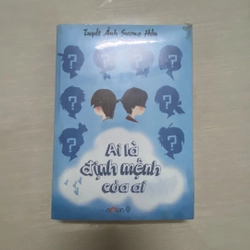 Tuyết Ảnh Sương Hồn
Ai là
định mệnh
của ai